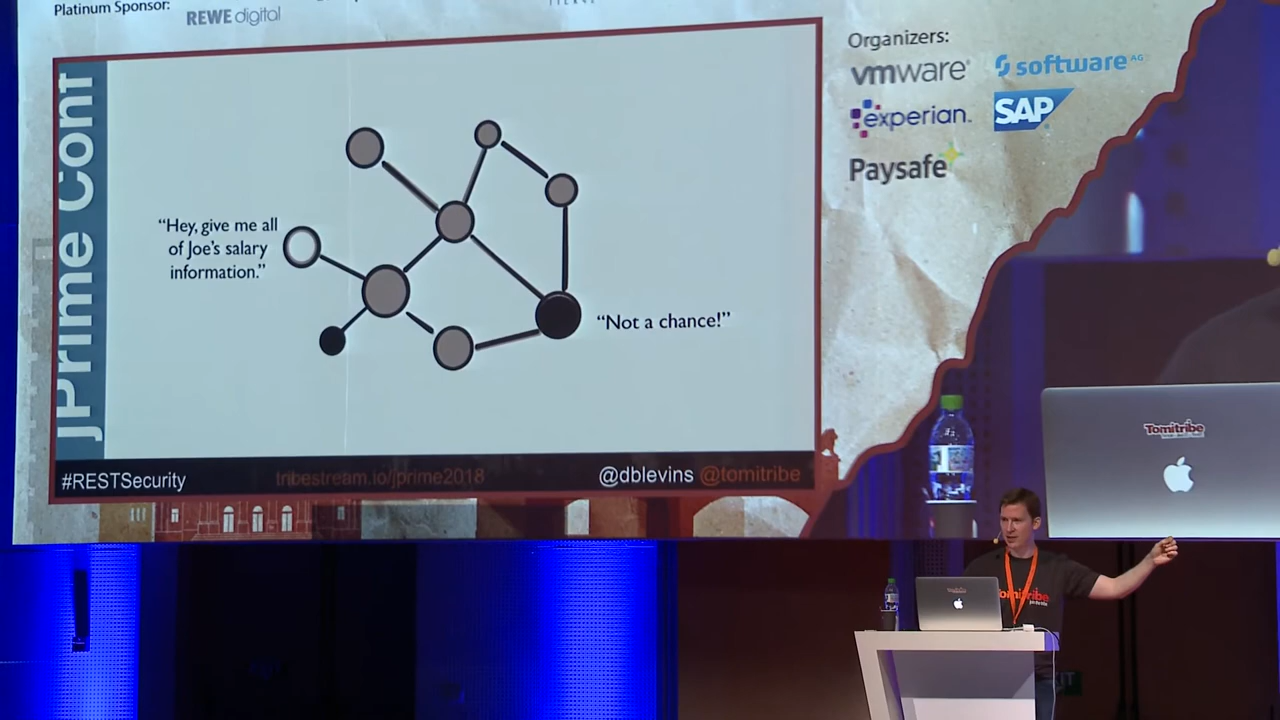 Platinum Sponsor:
REWE digital
Organizers:
vmware
software AG
experian.
SAP
Paysafe
jPrime Conf
"Hey, give me all
of Joe's salary
information."
"Not a chance!"
#RESTSecurity
tribestream.io/jprime2018
@dblevins @tomitribe
Tomitribe
Tomitribe